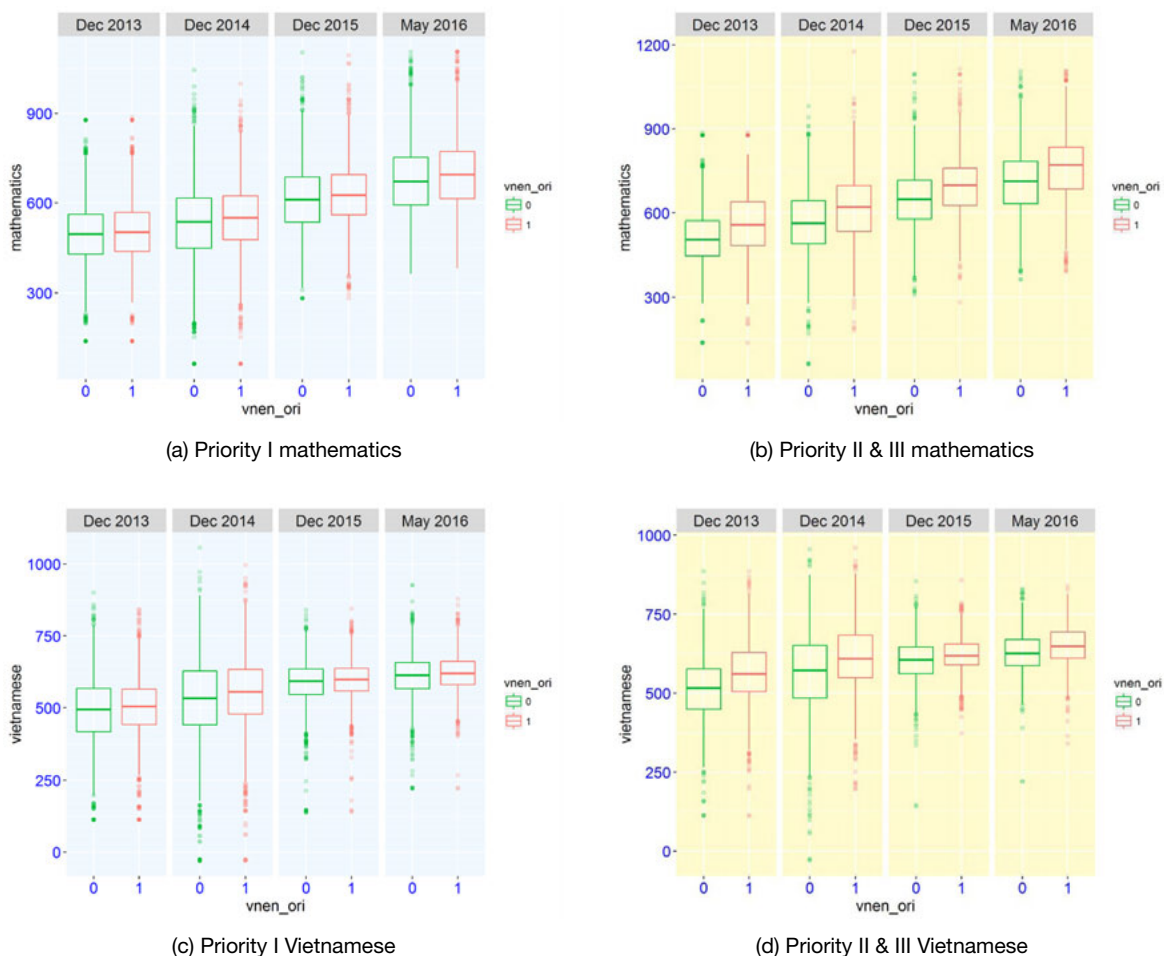 Dec 2013 Dec 2014 Dec 2015 May 2016
900
600
300
mathematics
0 1 0 1 0 1 0 1
vnen_ori
vnen_ori
0
1
(a) Priority I mathematics
Dec 2013 Dec 2014 Dec 2015 May 2016
1200
900
600
300
mathematics
0 1 0 1 0 1 0 1
vnen_ori
vnen_ori
0
1
(b) Priority II & III mathematics
Dec 2013 Dec 2014 Dec 2015 May 2016
1000
750
500
250
0
vietnamese
0 1 0 1 0 1 0 1
vnen_ori
vnen_ori
0
1
(c) Priority I Vietnamese
Dec 2013 Dec 2014 Dec 2015 May 2016
1000
750
500
250
0
vietnamese
0 1 0 1 0 1 0 1
vnen_ori
vnen_ori
0
1
(d) Priority II & III Vietnamese